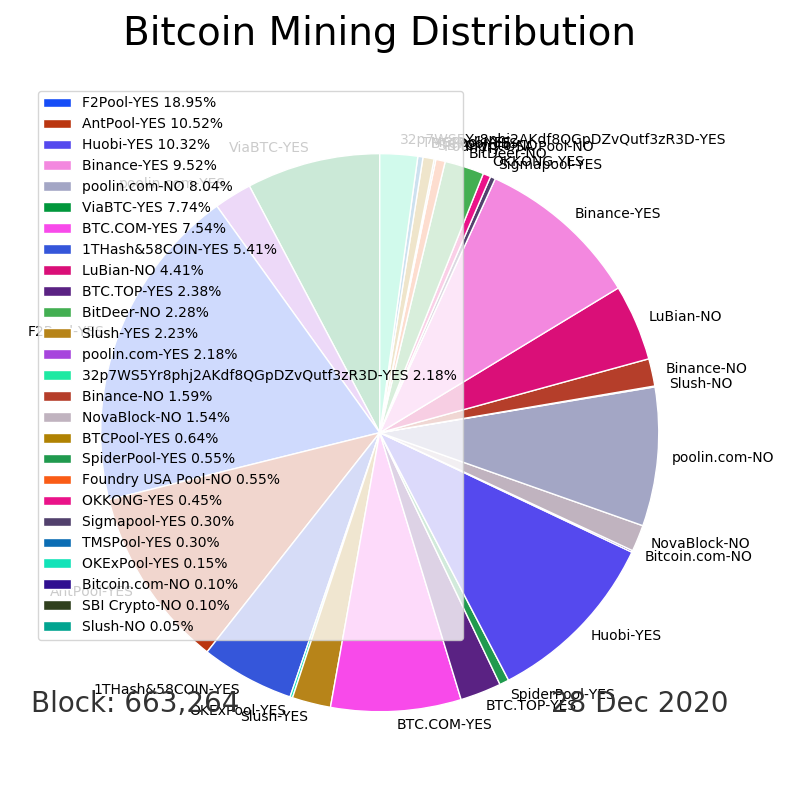 Bitcoin Mining Distribution
F2Pool-YES 18.95%
AntPool-YES 10.52%
Huobi-YES 10.32%
Binance-YES 9.52%
poolin.com-NO 8.04%
ViaBTC-YES 7.74%
BTC.COM-YES 7.54%
1THash&58COIN-YES 5.41%
LuBian-NO 4.41%
BTC.TOP-YES 2.38%
BitDeer-NO 2.28%
Slush-YES 2.23%
poolin.com-YES 2.18%
32p7WS5Yr8phj2AKdf8QGpDZvQutf3zR3D-YES 2.18%
Binance-NO 1.59%
NovaBlock-NO 1.54%
BTCPool-YES 0.64%
SpiderPool-YES 0.55%
Foundry USA Pool-NO 0.55%
OKKONG-YES 0.45%
Sigmapool-YES 0.30%
TMSPool-YES 0.30%
OKExPool-YES 0.15%
Bitcoin.com-NO 0.10%
SBI Crypto-NO 0.10%
Slush-NO 0.05%
ViaBTC-YES
poolin.com-YES
AntPool-YES
32p7WS5Yr8phj2AKdf8QGpDZvQutf3zR3D-YES
BitDeer-NO
OKKONG-YES
Sigmapool-YES
Binance-YES
LuBian-NO
Binance-NO
Slush-NO
poolin.com-NO
NovaBlock-NO
Bitcoin.com-NO
Huobi-YES
SpiderPool-YES
BTC.TOP-YES
BTC.COM-YES
Slush-YES
OKExPool-YES
1THash&58COIN-YES
Block: 663,264
28 Dec 2020